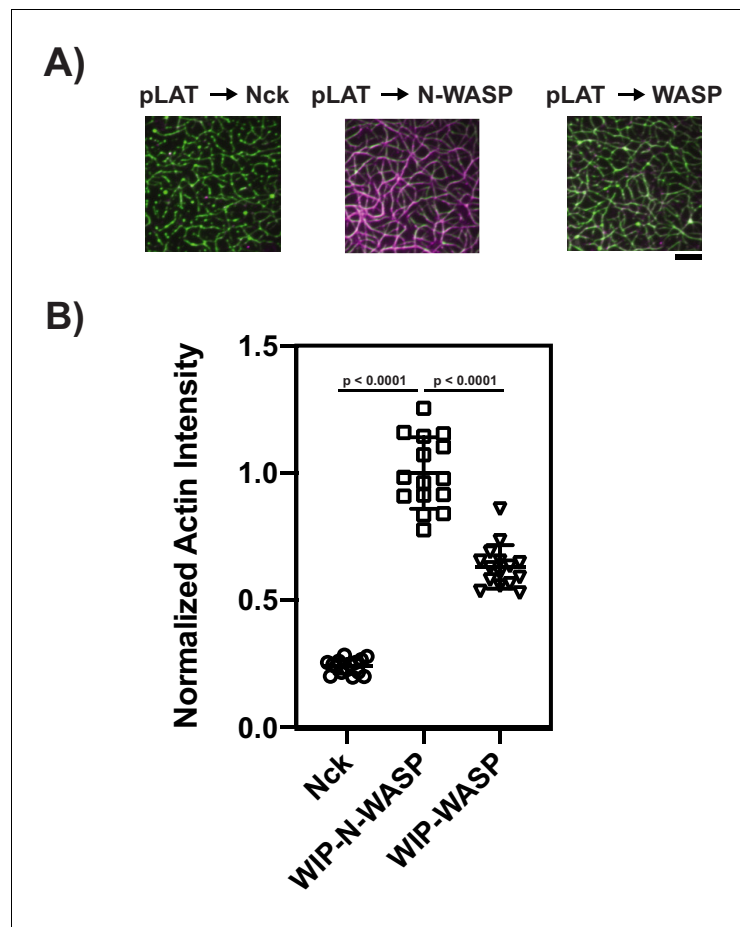 A)
pLAT → Nck
pLAT → N-WASP
pLAT → WASP
B)
Normalized Actin Intensity
1.5
1.0
0.5
0.0
p < 0.0001
p < 0.0001
Nck
WIP-N-WASP
WIP-WASP